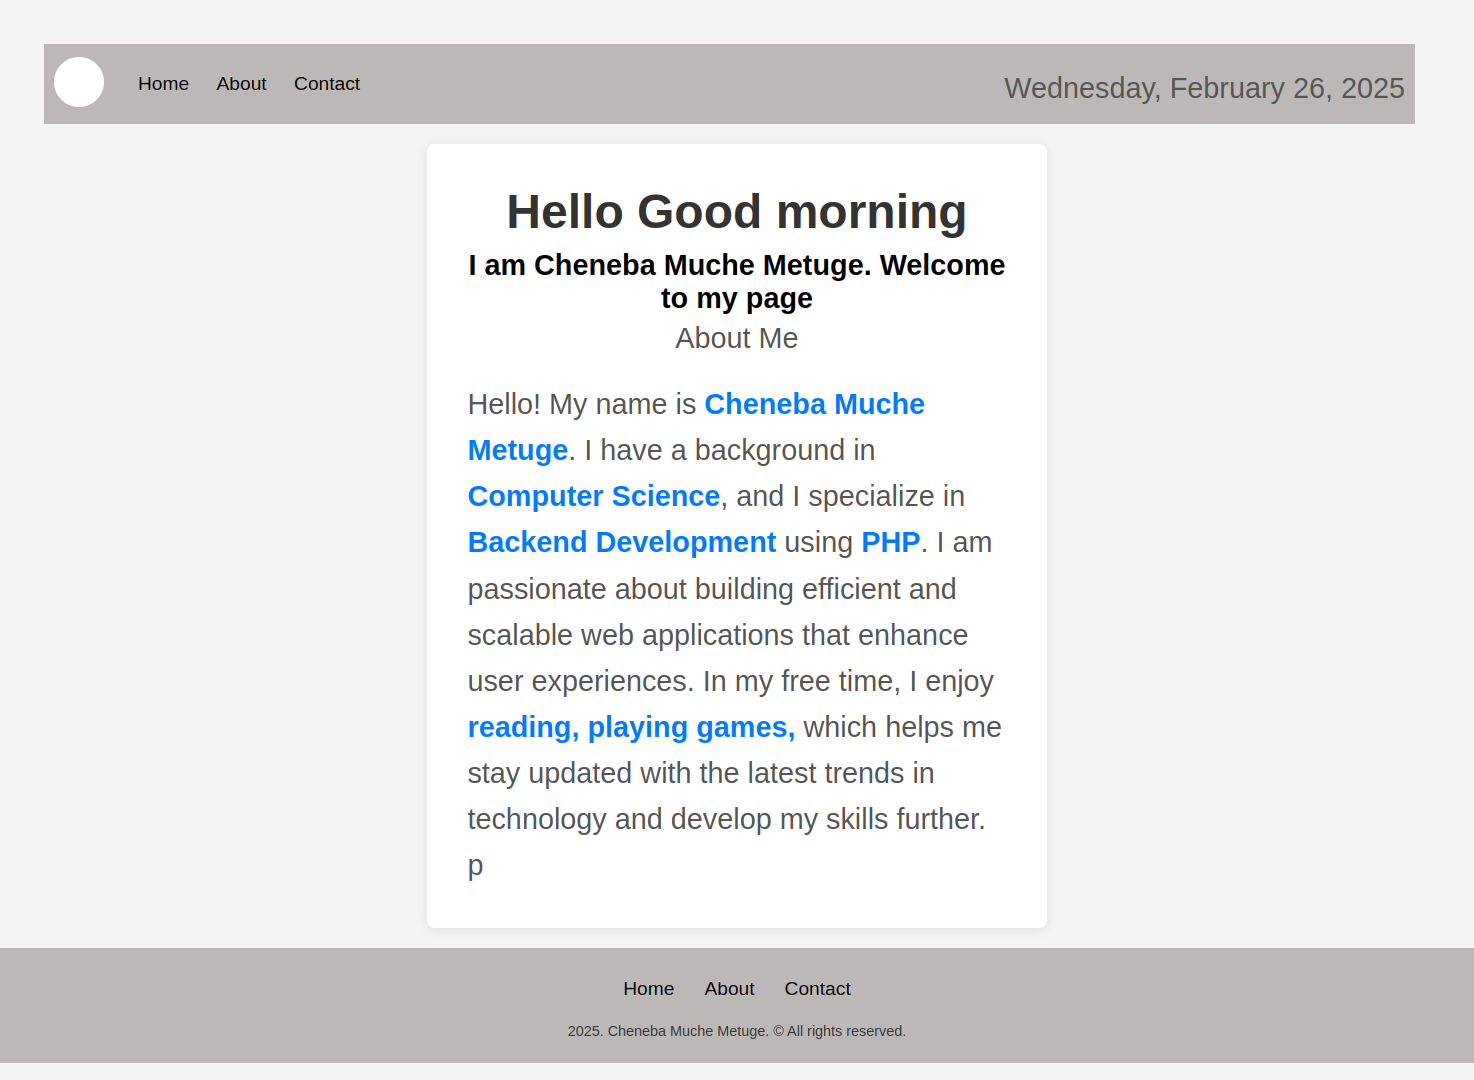 Home About Contact
Wednesday, February 26, 2025
Hello Good morning
I am Cheneba Muche Metuge. Welcome
to my page
About Me
Hello! My name is Cheneba Muche
Metuge. I have a background in
Computer Science, and I specialize in
Backend Development using PHP. I am
passionate about building efficient and
scalable web applications that enhance
user experiences. In my free time, I enjoy
reading, playing games, which helps me
stay updated with the latest trends in
technology and develop my skills further.
p
Home About Contact
2025. Cheneba Muche Metuge. © All rights reserved.